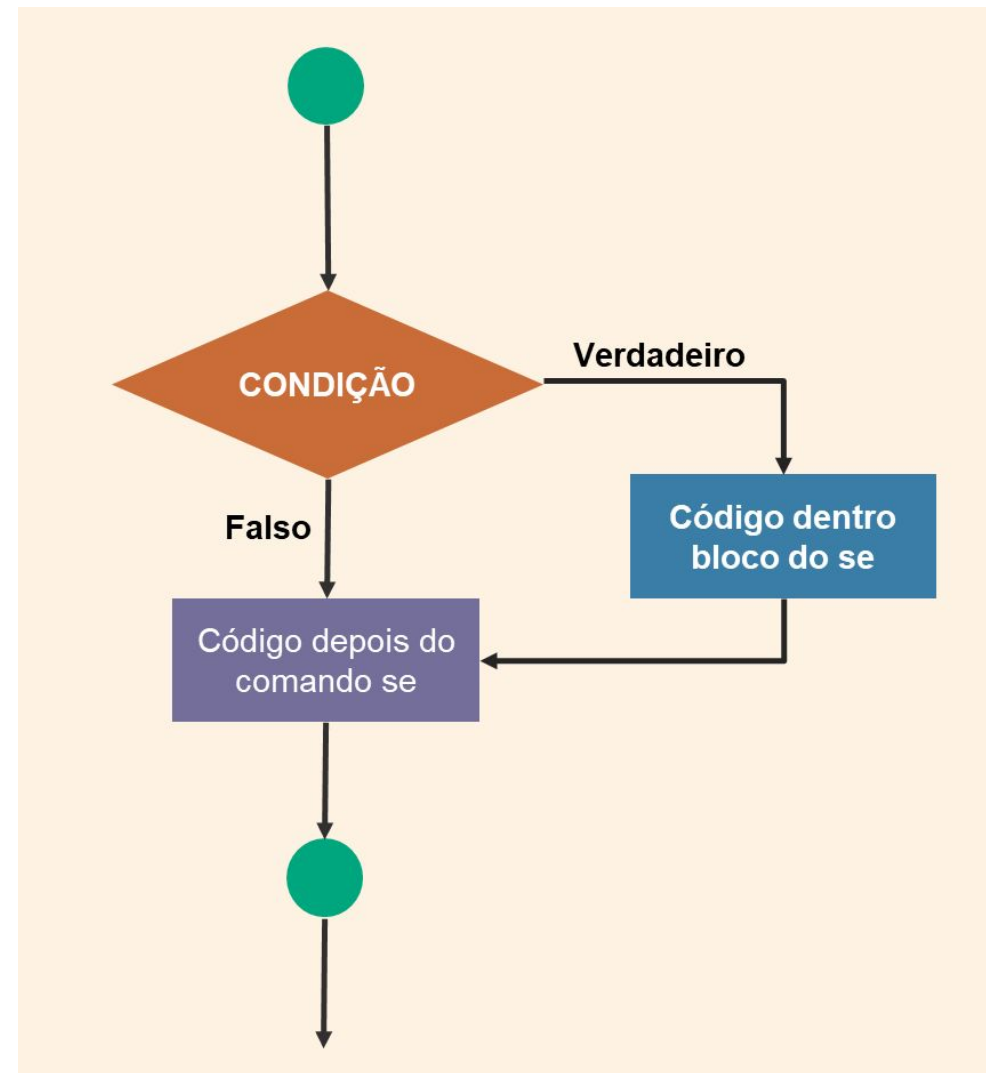 CONDIÇÃO
Verdadeiro
Falso
Código dentro
bloco do se
Código depois do
comando se